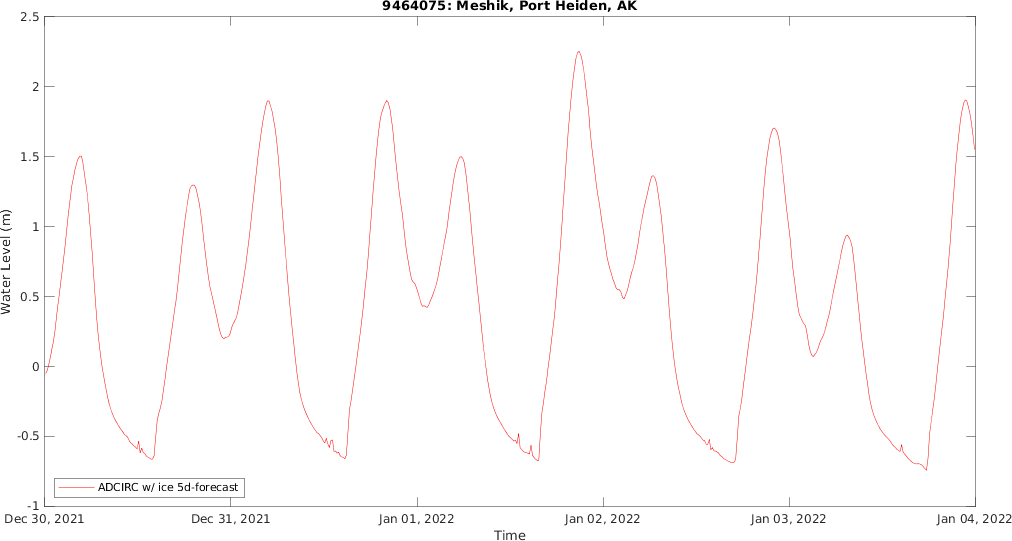 9464075: Meshik, Port Heiden, AK
2.5
2
1.5
1
0.5
0
-0.5
-1
Water Level (m)
ADCIRC w/ ice 5d-forecast
Dec 30, 2021 Dec 31, 2021 Jan 01, 2022 Jan 02, 2022 Jan 03, 2022 Jan 04, 2022
Time